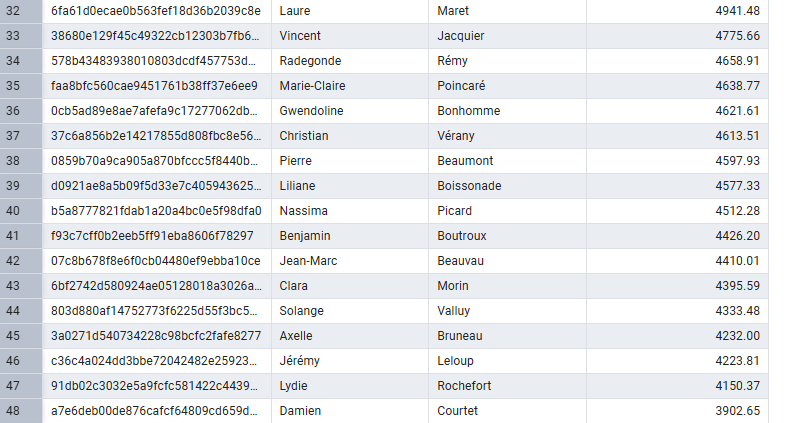 32 6fa61d0ecae0b563fef18d36b2039c8e Laure Maret 4941.48
33 38680e129f45c49322cb12303b7fb6... Vincent Jacquier 4775.66
34 578b43483938010803dcdf457753d... Radegonde Rémy 4658.91
35 faa8bfc560cae9451761b38ff37e6ee9 Marie-Claire Poincaré 4638.77
36 0cb5ad89e8ae7afefa9c17277062db... Gwendoline Bonhomme 4621.61
37 37c6a856b2e14217855d808fbc8e56... Christian Vérany 4613.51
38 0859b70a9ca905a870bfccc5f8440b... Pierre Beaumont 4597.93
39 d0921ae8a5b09f5d33e7c405943625... Liliane Boissonade 4577.33
40 b5a8777821fdab1a20a4bc0e5f98dfa0 Nassima Picard 4512.28
41 f93c7cff0b2eeb5ff91eba8606f78297 Benjamin Boutroux 4426.20
42 07c8b678f8e6f0cb04480ef9ebba10ce Jean-Marc Beauvau 4410.01
43 6bf2742d580924ae05128018a3026a... Clara Morin 4395.59
44 803d880af14752773f6225d55f3bc5... Solange Valluy 4333.48
45 3a0271d540734228c98bcfc2fafe8277 Axelle Bruneau 4232.00
46 c36c4a024dd3bbe72042482e25923... Jérémy Leloup 4223.81
47 91db02c3032e5a9fcfc581422c4439... Lydie Rochefort 4150.37
48 a7e6deb00de876cafcf64809cd659d... Damien Courtet 3902.65